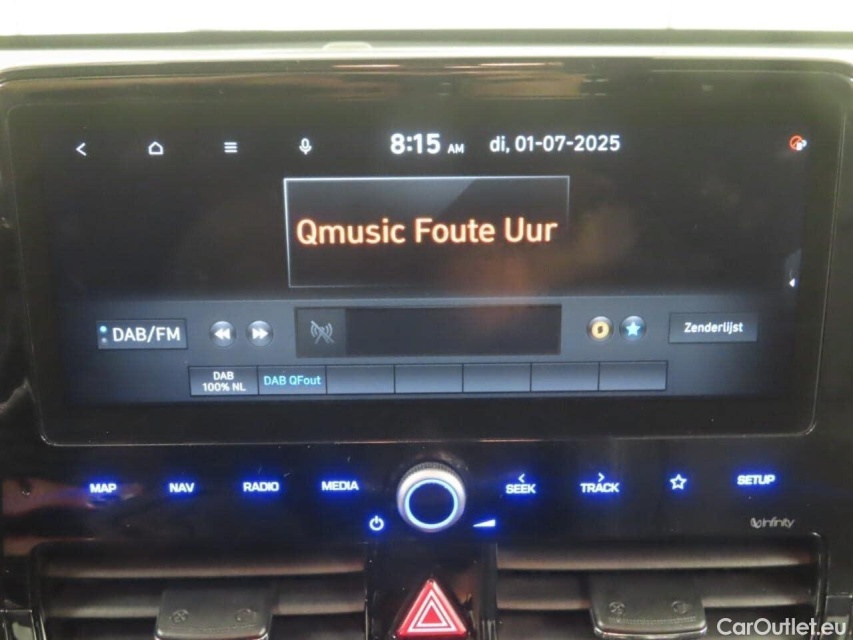 8:15 AM di, 01-07-2025
Qmusic Foute Uur
DAB/FM
Zenderlijst
DAB
100% NL
DAB QFout
MAP NAV RADIO MEDIA SEEK TRACK SETUP
infinity
CarOutlet.eu